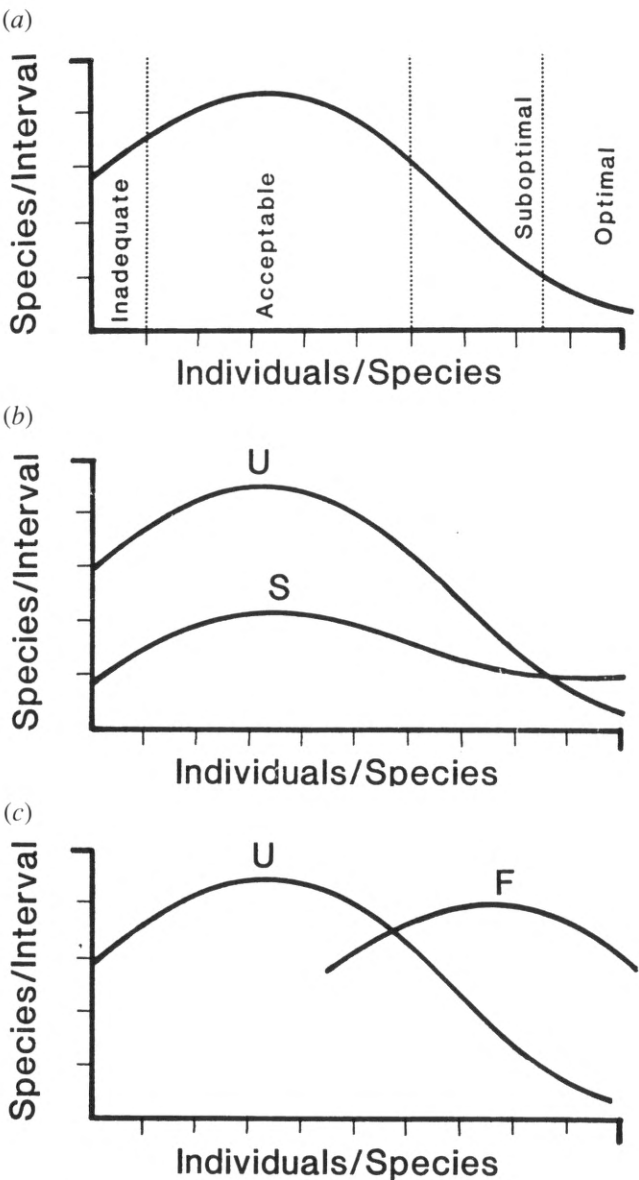 (a)
Species/Interval
Inadequate
Acceptable
Suboptimal
Optimal
Individuals/Species
(b)
Species/Interval
U
S
Individuals/Species
(c)
Species/Interval
U
F
Individuals/Species